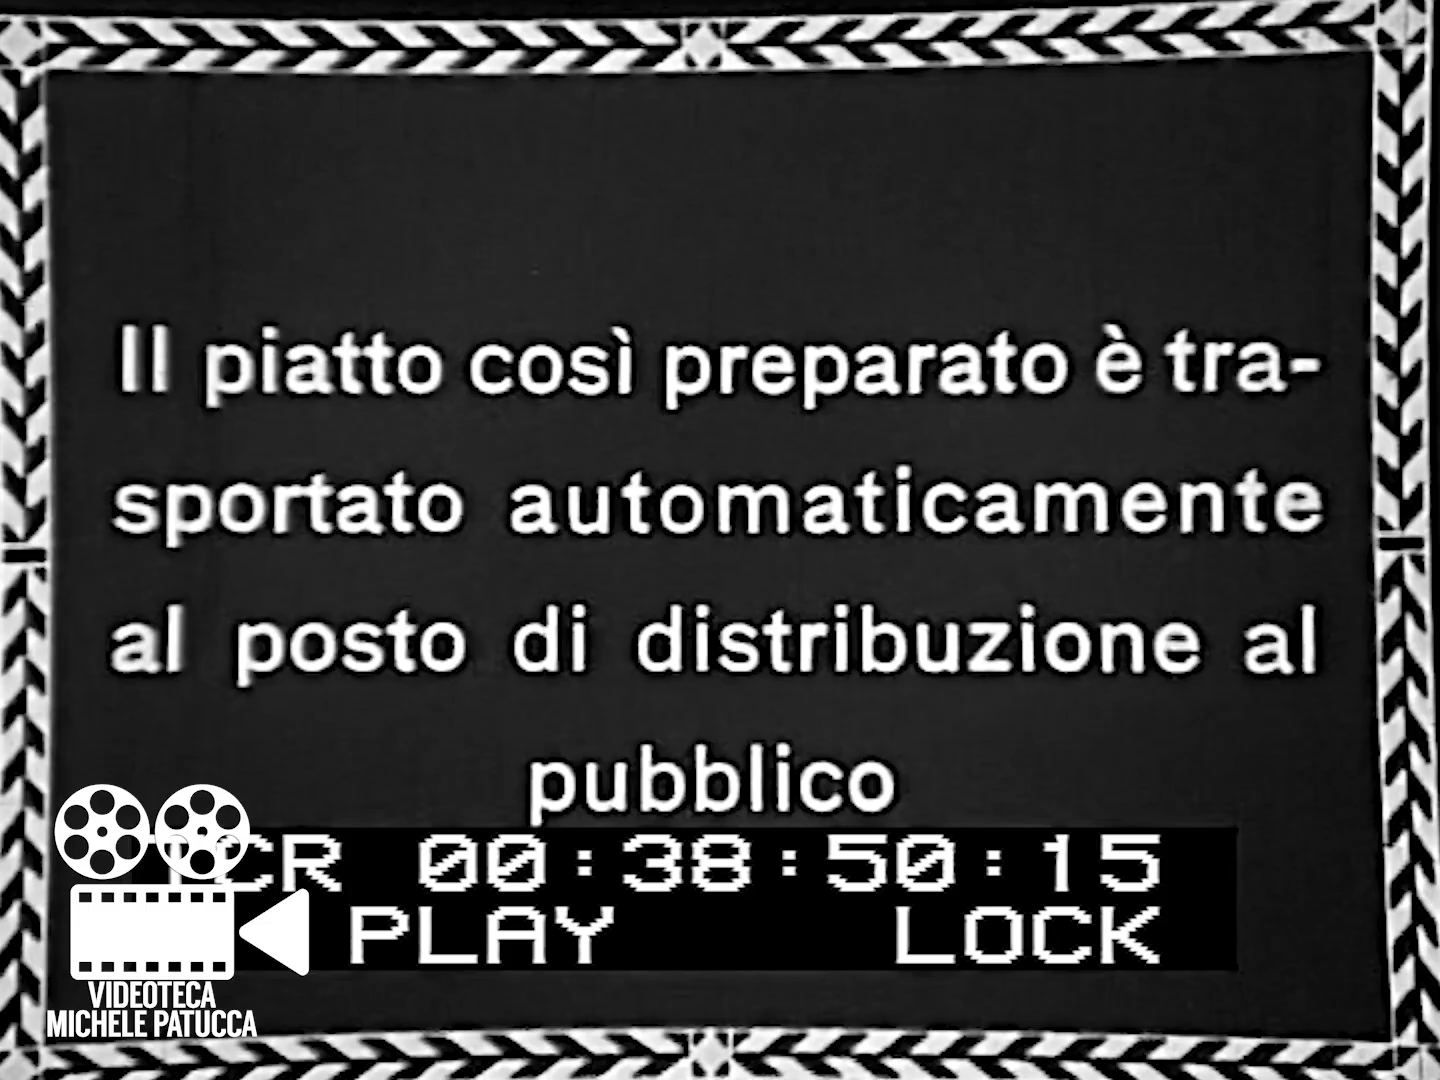 Il piatto così preparato è tra-
sportato automaticamente
al posto di distribuzione al
pubblico
TCR 00:38:50:15
PLAY LOCK
VIDEOTECA
MICHELE PATUCCA